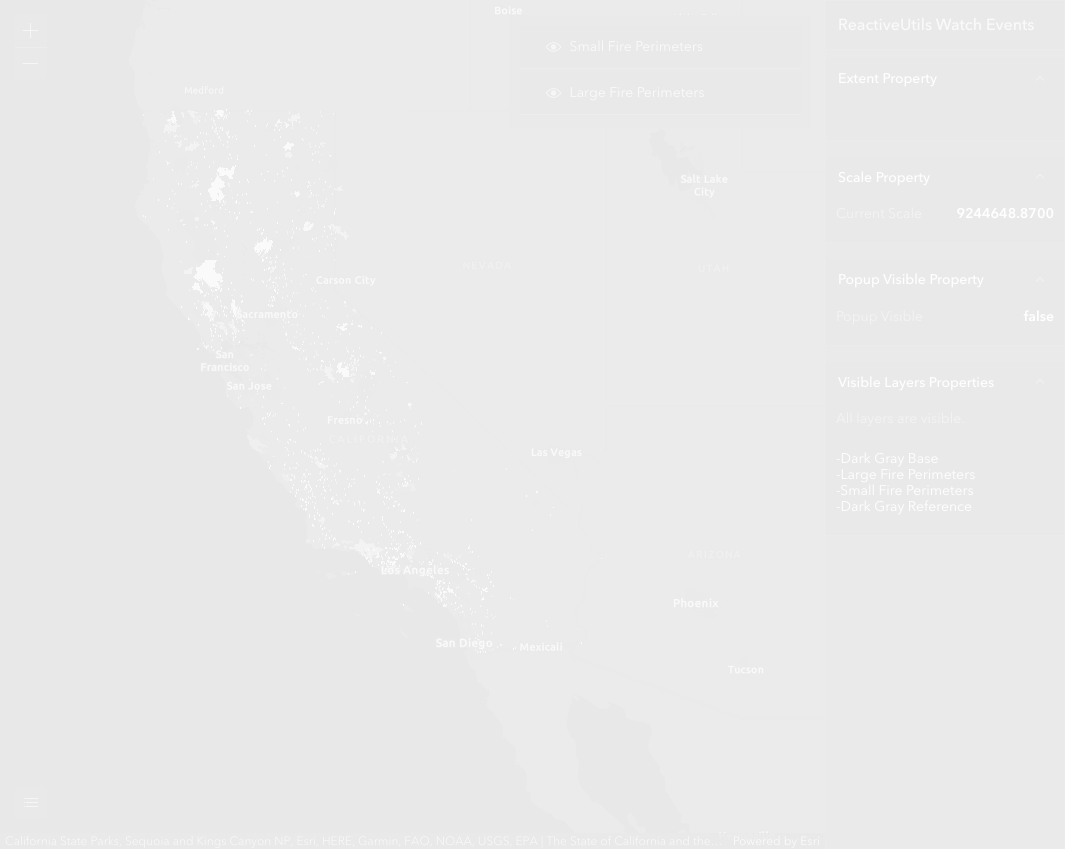 Boise
Small Fire Perimeters
Large Fire Perimeters
Medford
Salt Lake
City
NEVADA
UTAH
Carson City
Sacramento
San
Francisco
San Jose
Fresno
CALIFORNIA
Las Vegas
ARIZONA
Los Angeles
Phoenix
San Diego
Mexicali
Tucson
California State Parks, Sequoia and Kings Canyon NP, Esri, HERE, Garmin, FAO, NOAA, USGS, EPA | The State of California and the ...
Powered by Esri
ReactiveUtils Watch Events
Extent Property
Scale Property
Current Scale 9244648.8700
Popup Visible Property
Popup Visible false
Visible Layers Properties
All layers are visible
-Dark Gray Base
-Large Fire Perimeters
-Small Fire Perimeters
-Dark Gray Reference